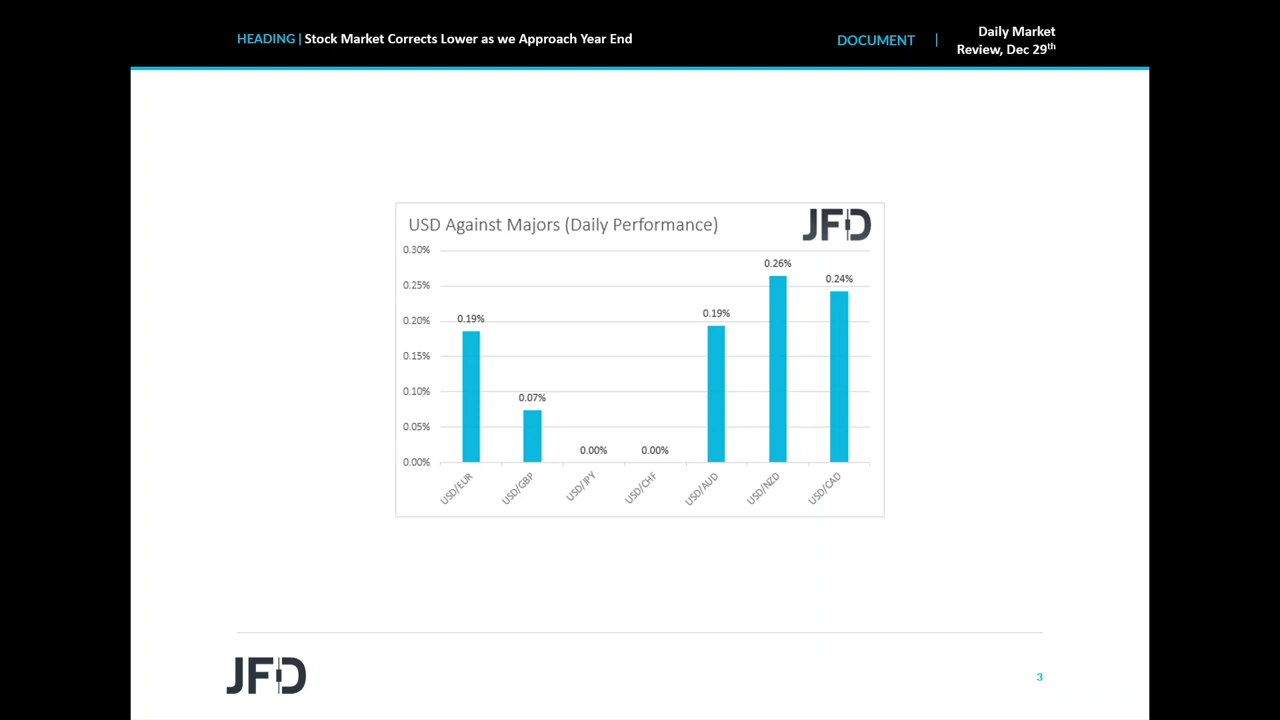 HEADING | Stock Market Corrects Lower as we Approach Year End
DOCUMENT | Daily Market
Review, Dec 29th
USD Against Majors (Daily Performance)
JFD
0.30%
0.25%
0.20%
0.15%
0.10%
0.05%
0.00%
0.19%
0.07%
0.00%
0.00%
0.19%
0.26%
0.24%
USD/EUR
USD/GBP
USD/JPY
USD/CHF
USD/AUD
USD/NZD
USD/CAD
JFD
3